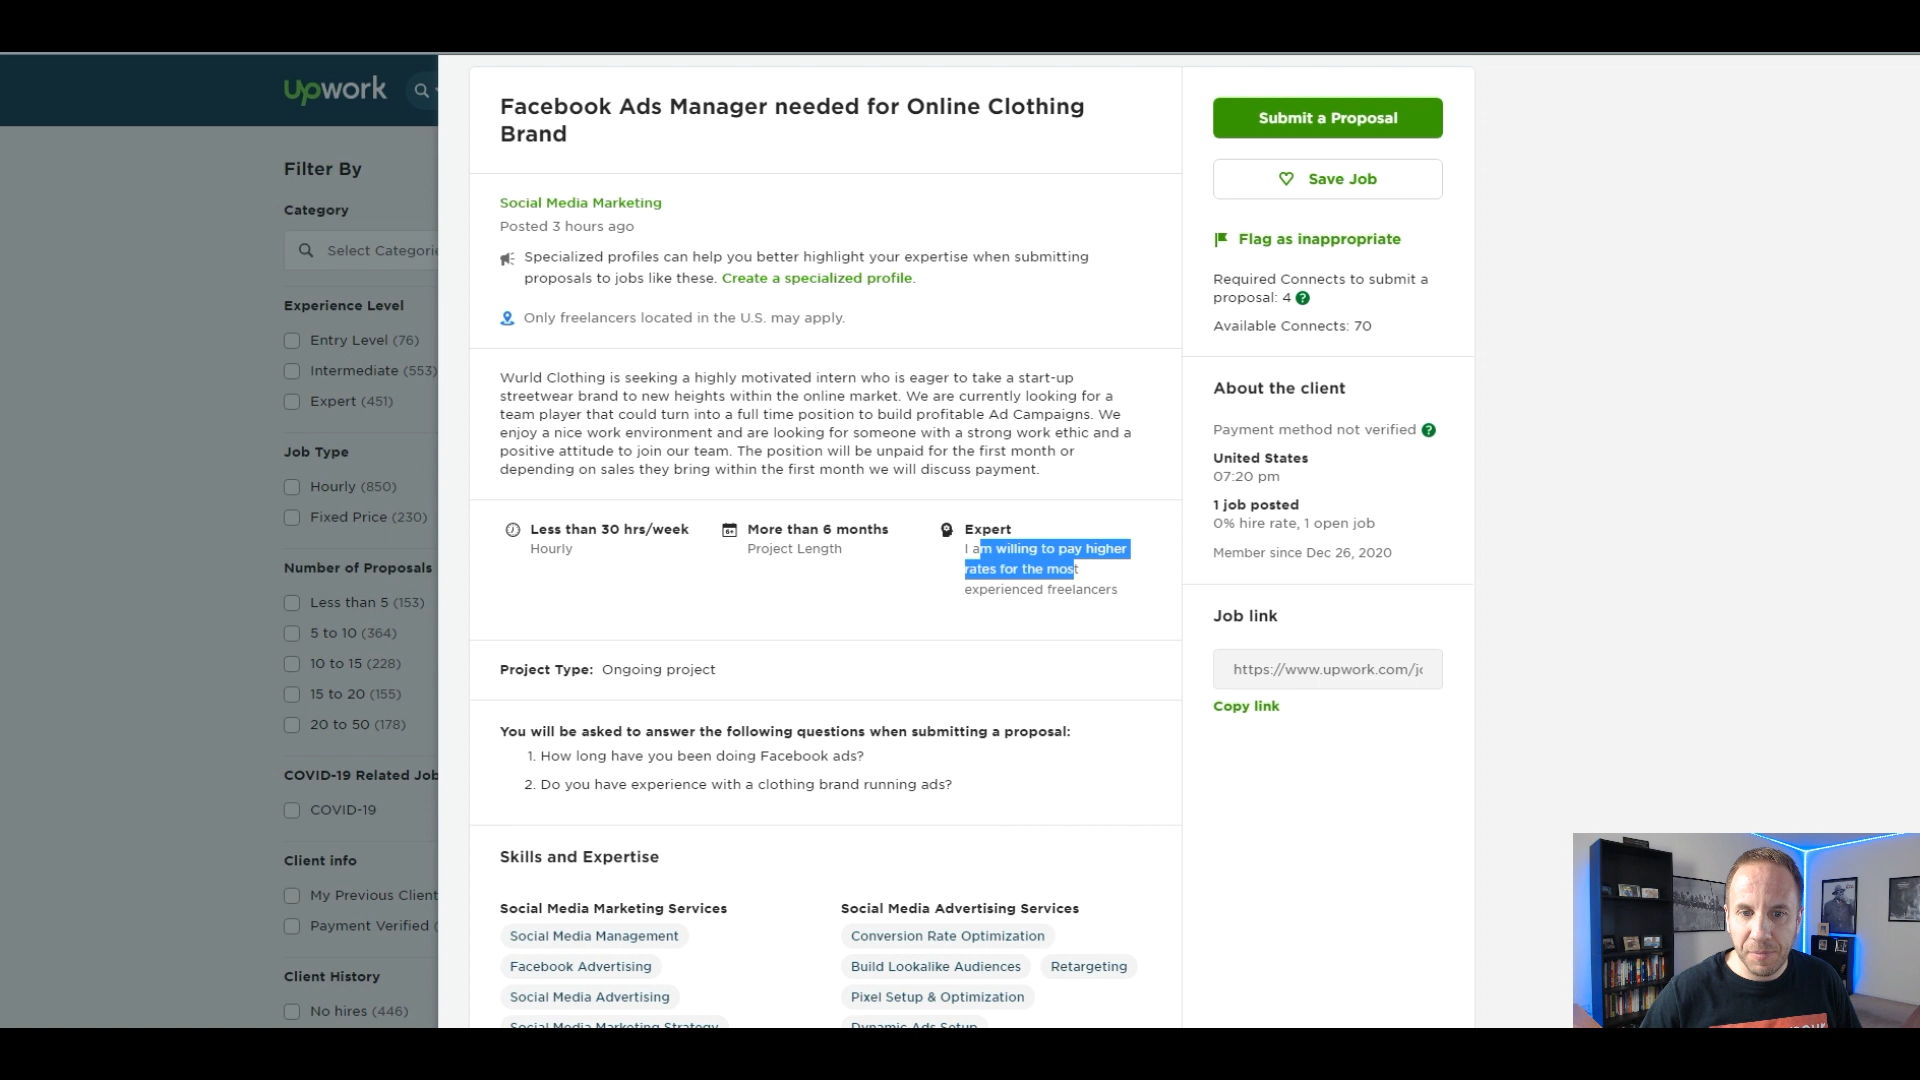 Upwork
Filter By
Category
Select Categorie
Experience Level
Entry Level (76)
Intermediate (553)
Expert (451)
Job Type
Hourly (850)
Fixed Price (230)
Number of Proposals
Less than 5 (153)
5 to 10 (364)
10 to 15 (228)
15 to 20 (155)
20 to 50 (178)
COVID-19 Related Job
COVID-19
Client info
My Previous Client
Payment Verified (
Client History
No hires (446)
Facebook Ads Manager needed for Online Clothing
Brand
Social Media Marketing
Posted 3 hours ago
Specialized profiles can help you better highlight your expertise when submitting
proposals to jobs like these. Create a specialized profile.
Only freelancers located in the U.S. may apply.
Wurld Clothing is seeking a highly motivated intern who is eager to take a start-up
streetwear brand to new heights within the online market. We are currently looking for a
team player that could turn into a full time position to build profitable Ad Campaigns. We
enjoy a nice work environment and are looking for someone with a strong work ethic and a
positive attitude to join our team. The position will be unpaid for the first month or
depending on sales they bring within the first month we will discuss payment.
Less than 30 hrs/week
Hourly
More than 6 months
Project Length
Expert
I am willing to pay higher
rates for the most
experienced freelancers
Project Type: Ongoing project
You will be asked to answer the following questions when submitting a proposal:
1. How long have you been doing Facebook ads?
2. Do you have experience with a clothing brand running ads?
Skills and Expertise
Social Media Marketing Services
Social Media Management
Facebook Advertising
Social Media Advertising
Social Media Marketing Strategy
Social Media Advertising Services
Conversion Rate Optimization
Build Lookalike Audiences Retargeting
Pixel Setup & Optimization
Dynamic Ads Setup
Submit a Proposal
Save Job
Flag as inappropriate
Required Connects to submit a
proposal: 4
Available Connects: 70
About the client
Payment method not verified
United States
07:20 pm
1 job posted
0% hire rate, 1 open job
Member since Dec 26, 2020
Job link
https://www.upwork.com/jo
Copy link